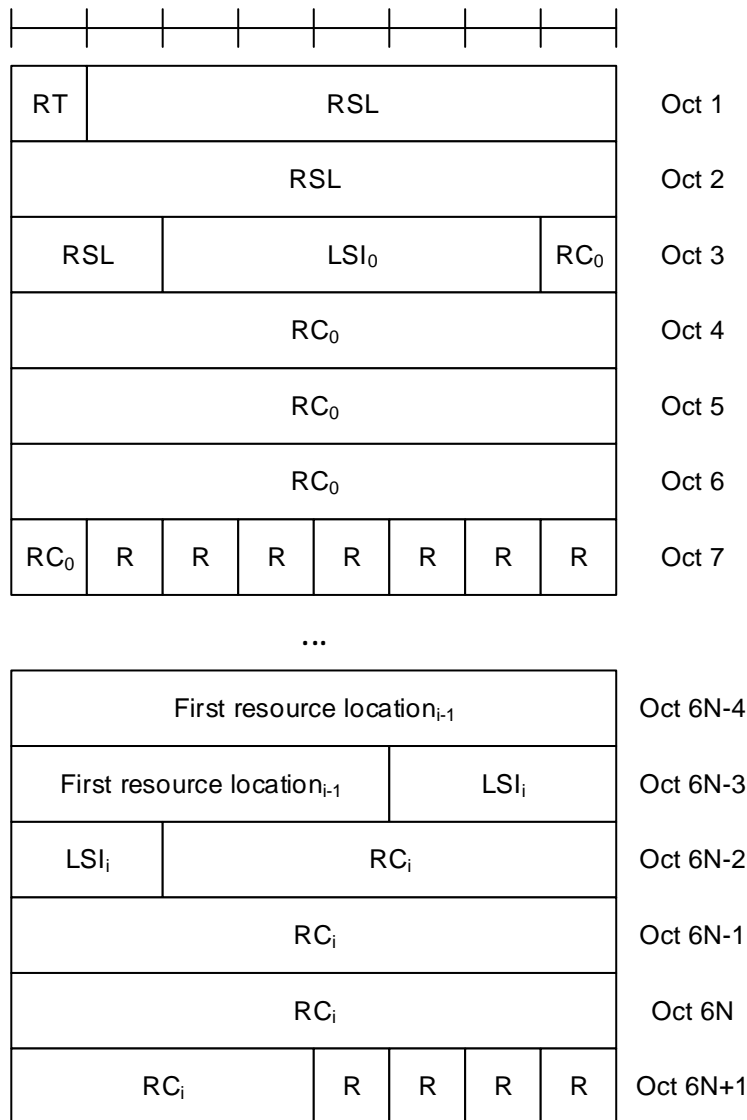 RT RSL Oct 1
RSL Oct 2
RSL LSI₀ RC₀ Oct 3
RC₀ Oct 4
RC₀ Oct 5
RC₀ Oct 6
RC₀ R R R R R R R Oct 7
...
First resource locationᵢ₋₁ Oct 6N-4
First resource locationᵢ₋₁ LSIᵢ Oct 6N-3
LSIᵢ RCᵢ Oct 6N-2
RCᵢ Oct 6N-1
RCᵢ Oct 6N
RCᵢ R R R R Oct 6N+1